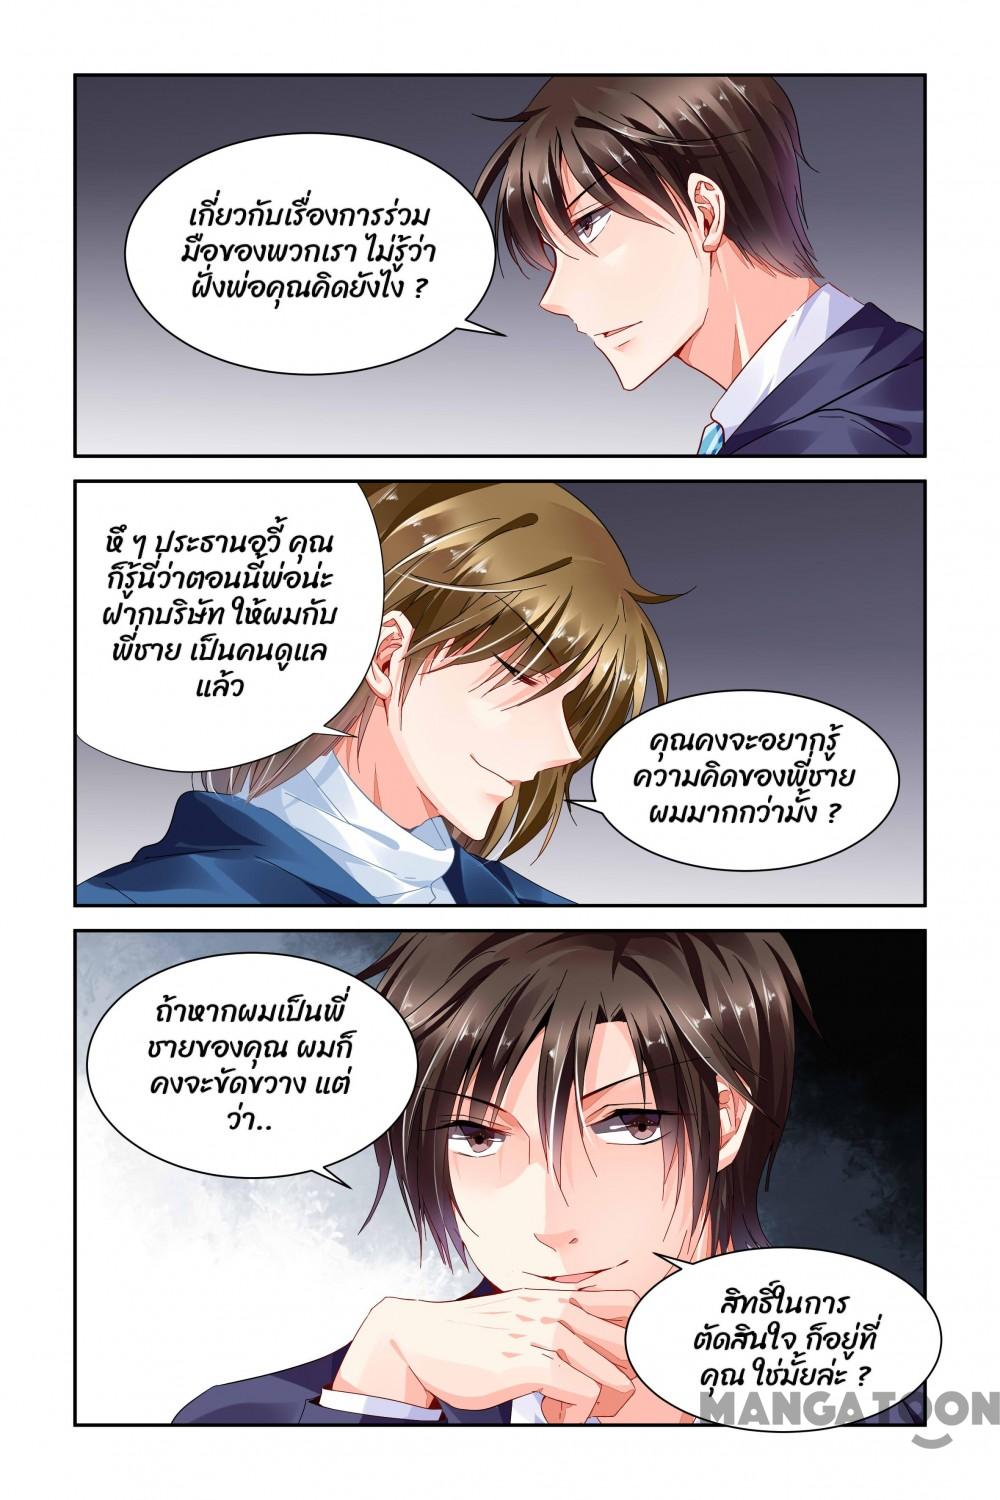 เกี่ยวกับเรื่องการร่วม
มือของพวกเรา ไม่รู้ว่า
ฝั่งพ่อคุณคิดยังไง ?
หึ ๆ ประธานอวี้ คุณ
ก็รู้นี่ว่าตอนนี้พ่อน่ะ
ฝากบริษัท ให้ผมกับ
พี่ชาย เป็นคนดูแล
แล้ว
คุณคงจะอยากรู้
ความคิดของพี่ชาย
ผมมากกว่ามั้ง ?
ถ้าหากผมเป็นพี่
ชายของคุณ ผมก็
คงจะขัดขวาง แต่
ว่า..
สิทธิ์ในการ
ตัดสินใจ ก็อยู่ที่
คุณ ใช่มั้ยล่ะ ?
MANGATOON